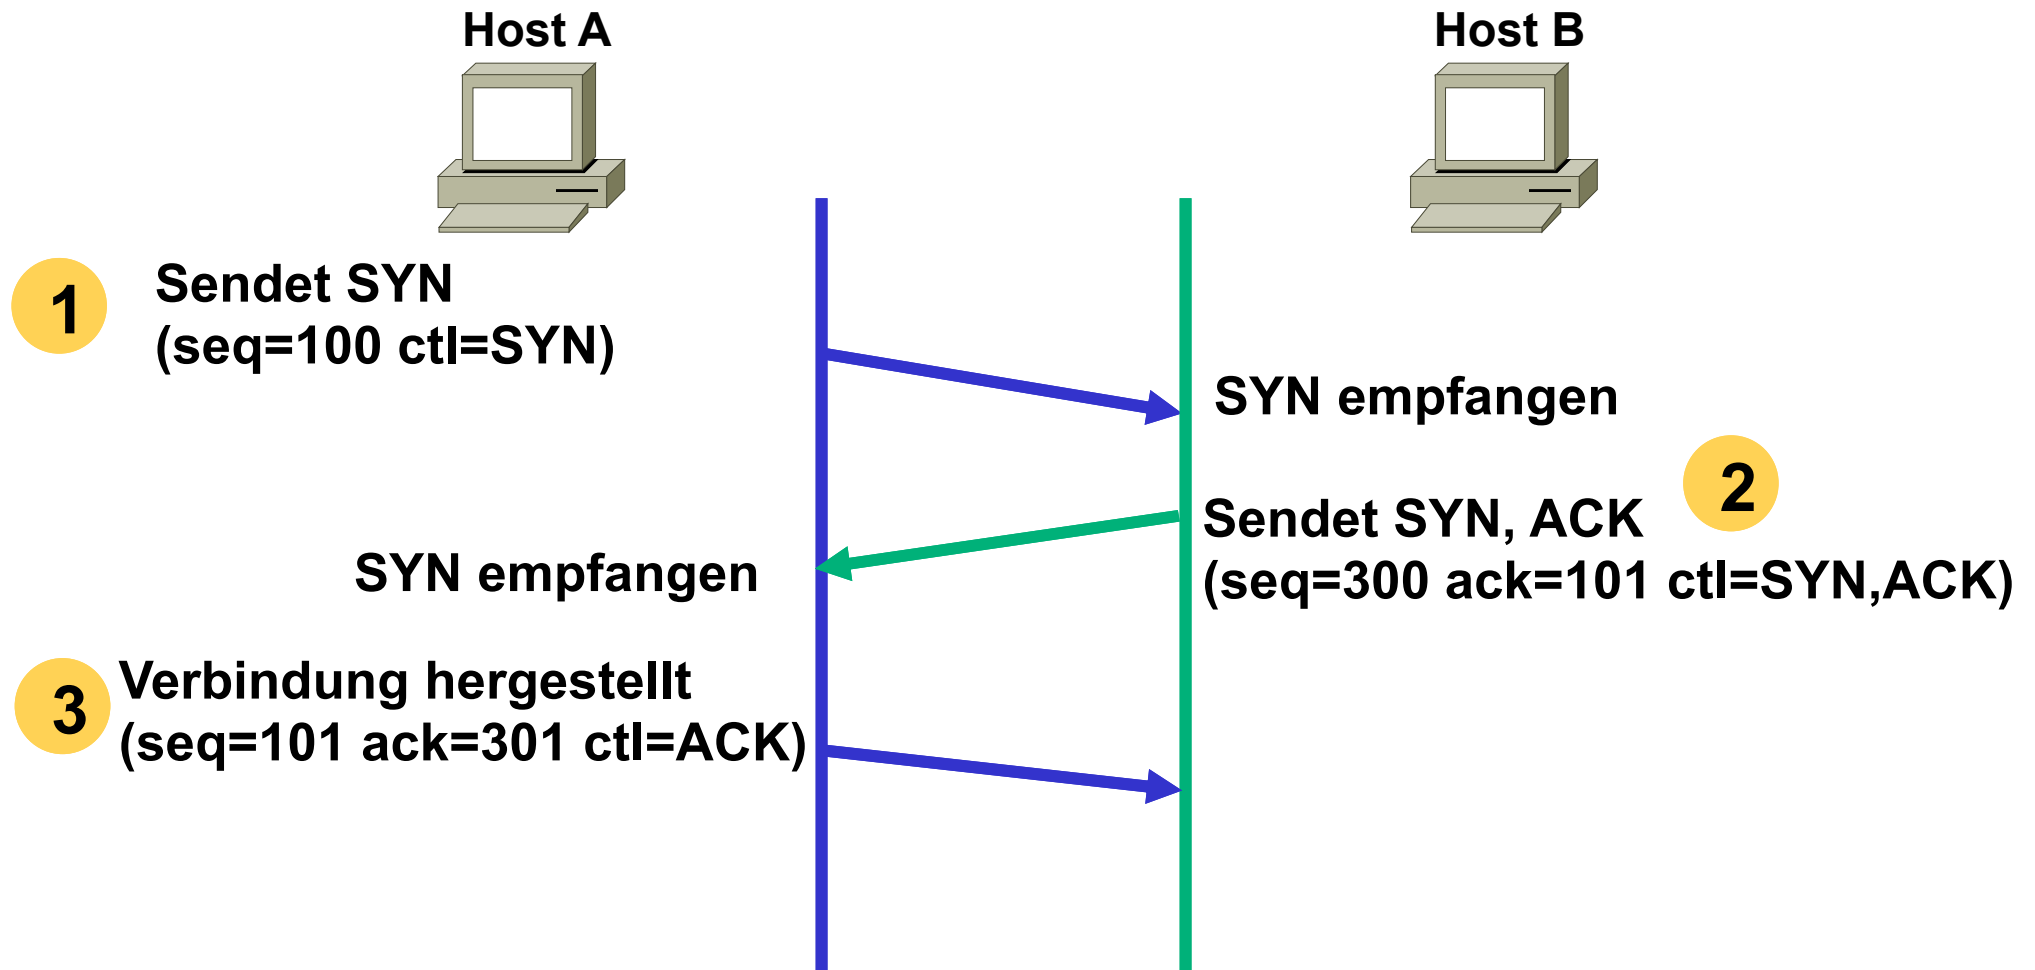 Host A
Host B
1
Sendet SYN
(seq=100 ctl=SYN)
SYN empfangen
2
Sendet SYN, ACK
(seq=300 ack=101 ctl=SYN,ACK)
SYN empfangen
3
Verbindung hergestellt
(seq=101 ack=301 ctl=ACK)